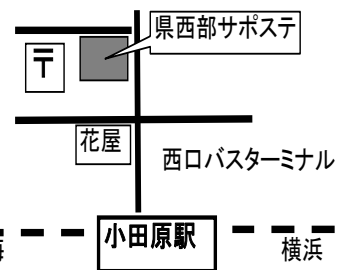 県西部サポステ
〒
花屋
西口バスターミナル
小田原駅
横浜